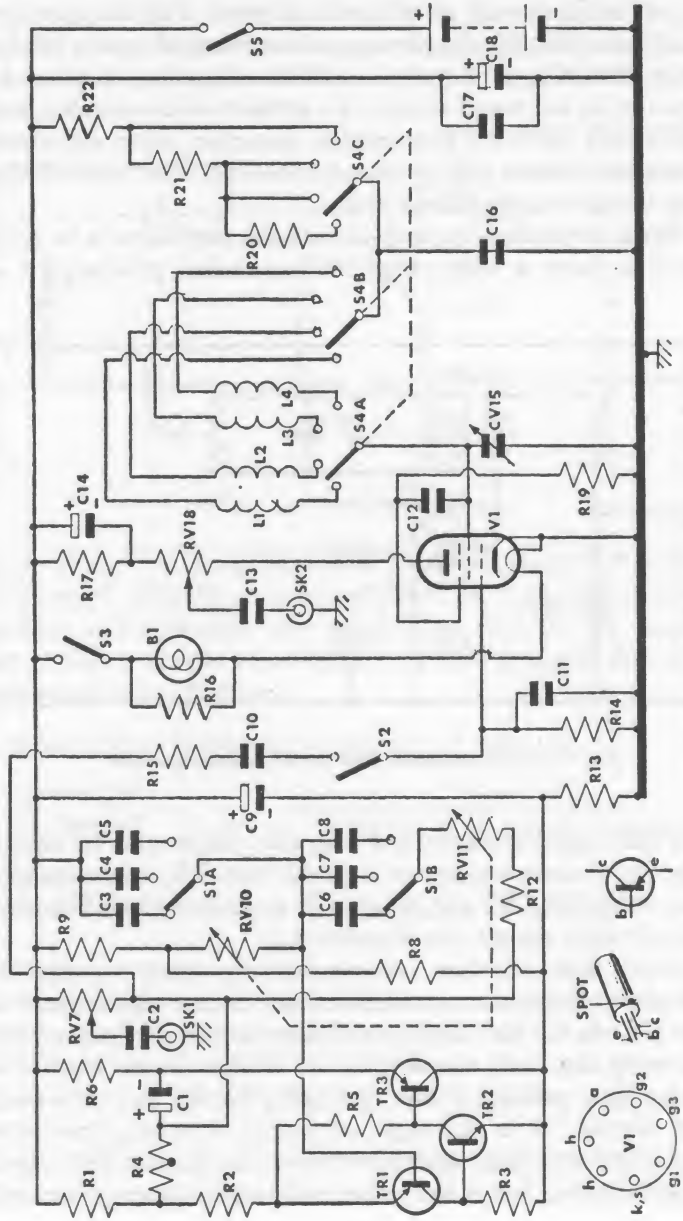 R1
R4
R2
R6
C1
RV7
C2
SK1
R9
C3
C4
C5
S1A
RV10
R8
R5
TR1
TR2
TR3
R3
C6
C7
C8
S1B
RV11
R12
C9
R13
R15
C10
S2
R14
C11
S3
B1
R16
R17
C14
RV18
C13
SK2
V1
C12
R19
CV15
L1
L2
L3
L4
S4A
S4B
S4C
R20
R21
R22
C16
C17
C18
S5
+
-
V1
h
h
a
g2
g3
g1
k,s
SPOT
e
b
c
b
c
e